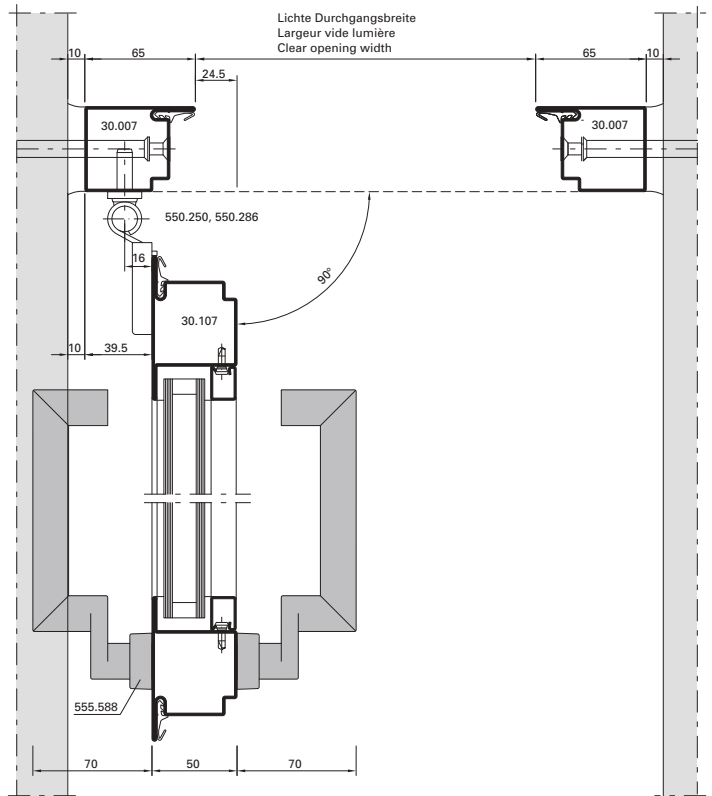 Lichte Durchgangsbreite
Largeur vide lumière
Clear opening width
10 65 65 10
24.5
30.007 30.007
550.250, 550.286
16
90°
30.107
10 39.5
555.588
70 50 70